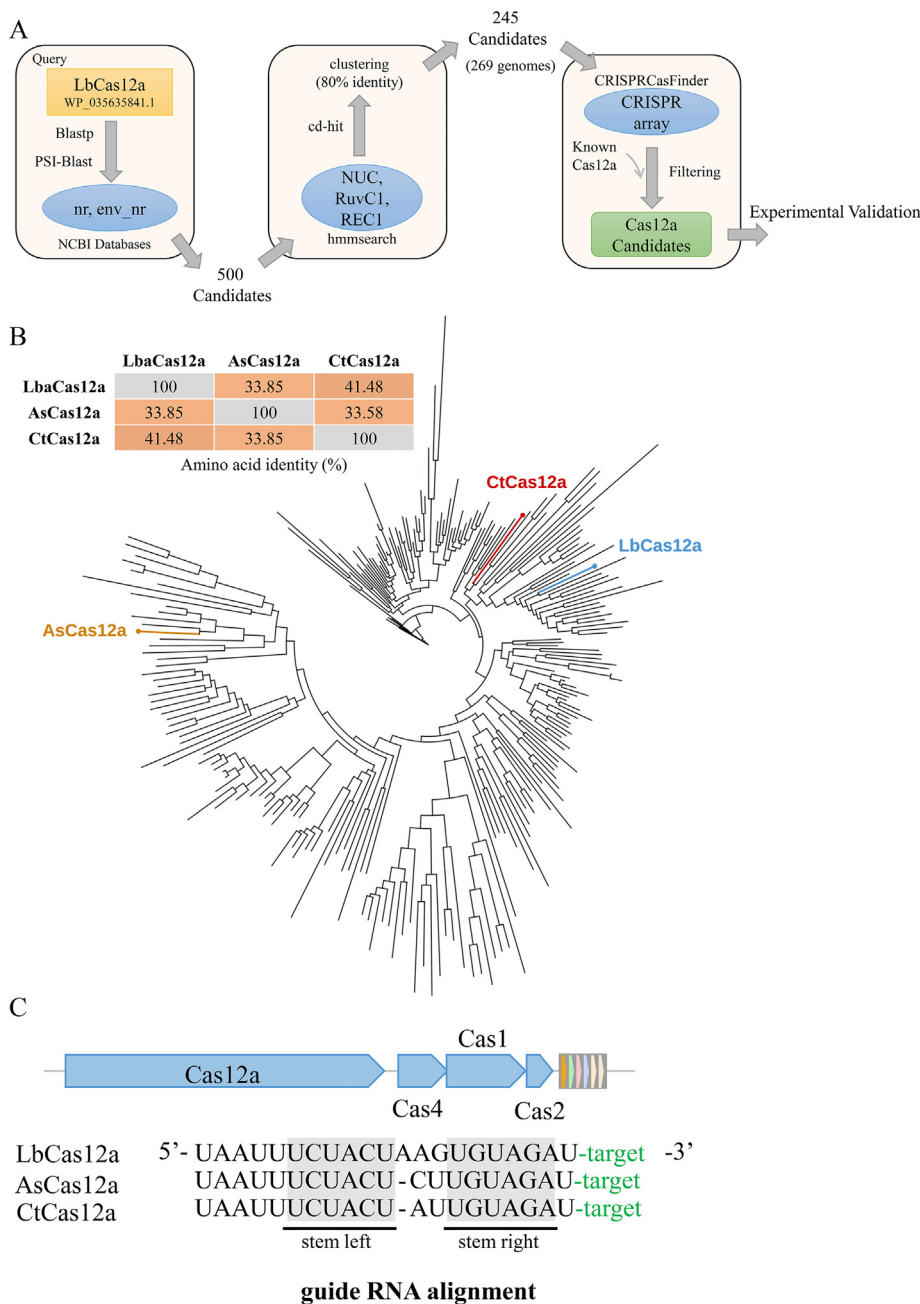 A
Query
LbCas12a
WP_035635841.1
Blastp
PSI-Blast
nr, env_nr
NCBI Databases
500
Candidates
clustering
(80% identity)
cd-hit
NUC,
RuvC1,
REC1
hmmsearch
245
Candidates
(269 genomes)
CRISPRCasFinder
CRISPR
array
Known
Cas12a
Filtering
Cas12a
Candidates
Experimental Validation
B
LbaCas12a AsCas12a CtCas12a
LbaCas12a 100 33.85 41.48
AsCas12a 33.85 100 33.58
CtCas12a 41.48 33.85 100
Amino acid identity (%)
CtCas12a
LbCas12a
AsCas12a
C
Cas1
Cas12a
Cas4
Cas2
LbCas12a 5’- UAAUUUCUACUAAGUGUAGAU-target -3’
AsCas12a UAAUUUCUACU-CUUGUAGAU-target
CtCas12a UAAUUUCUACU-AUUGUAGAU-target
stem left stem right
guide RNA alignment